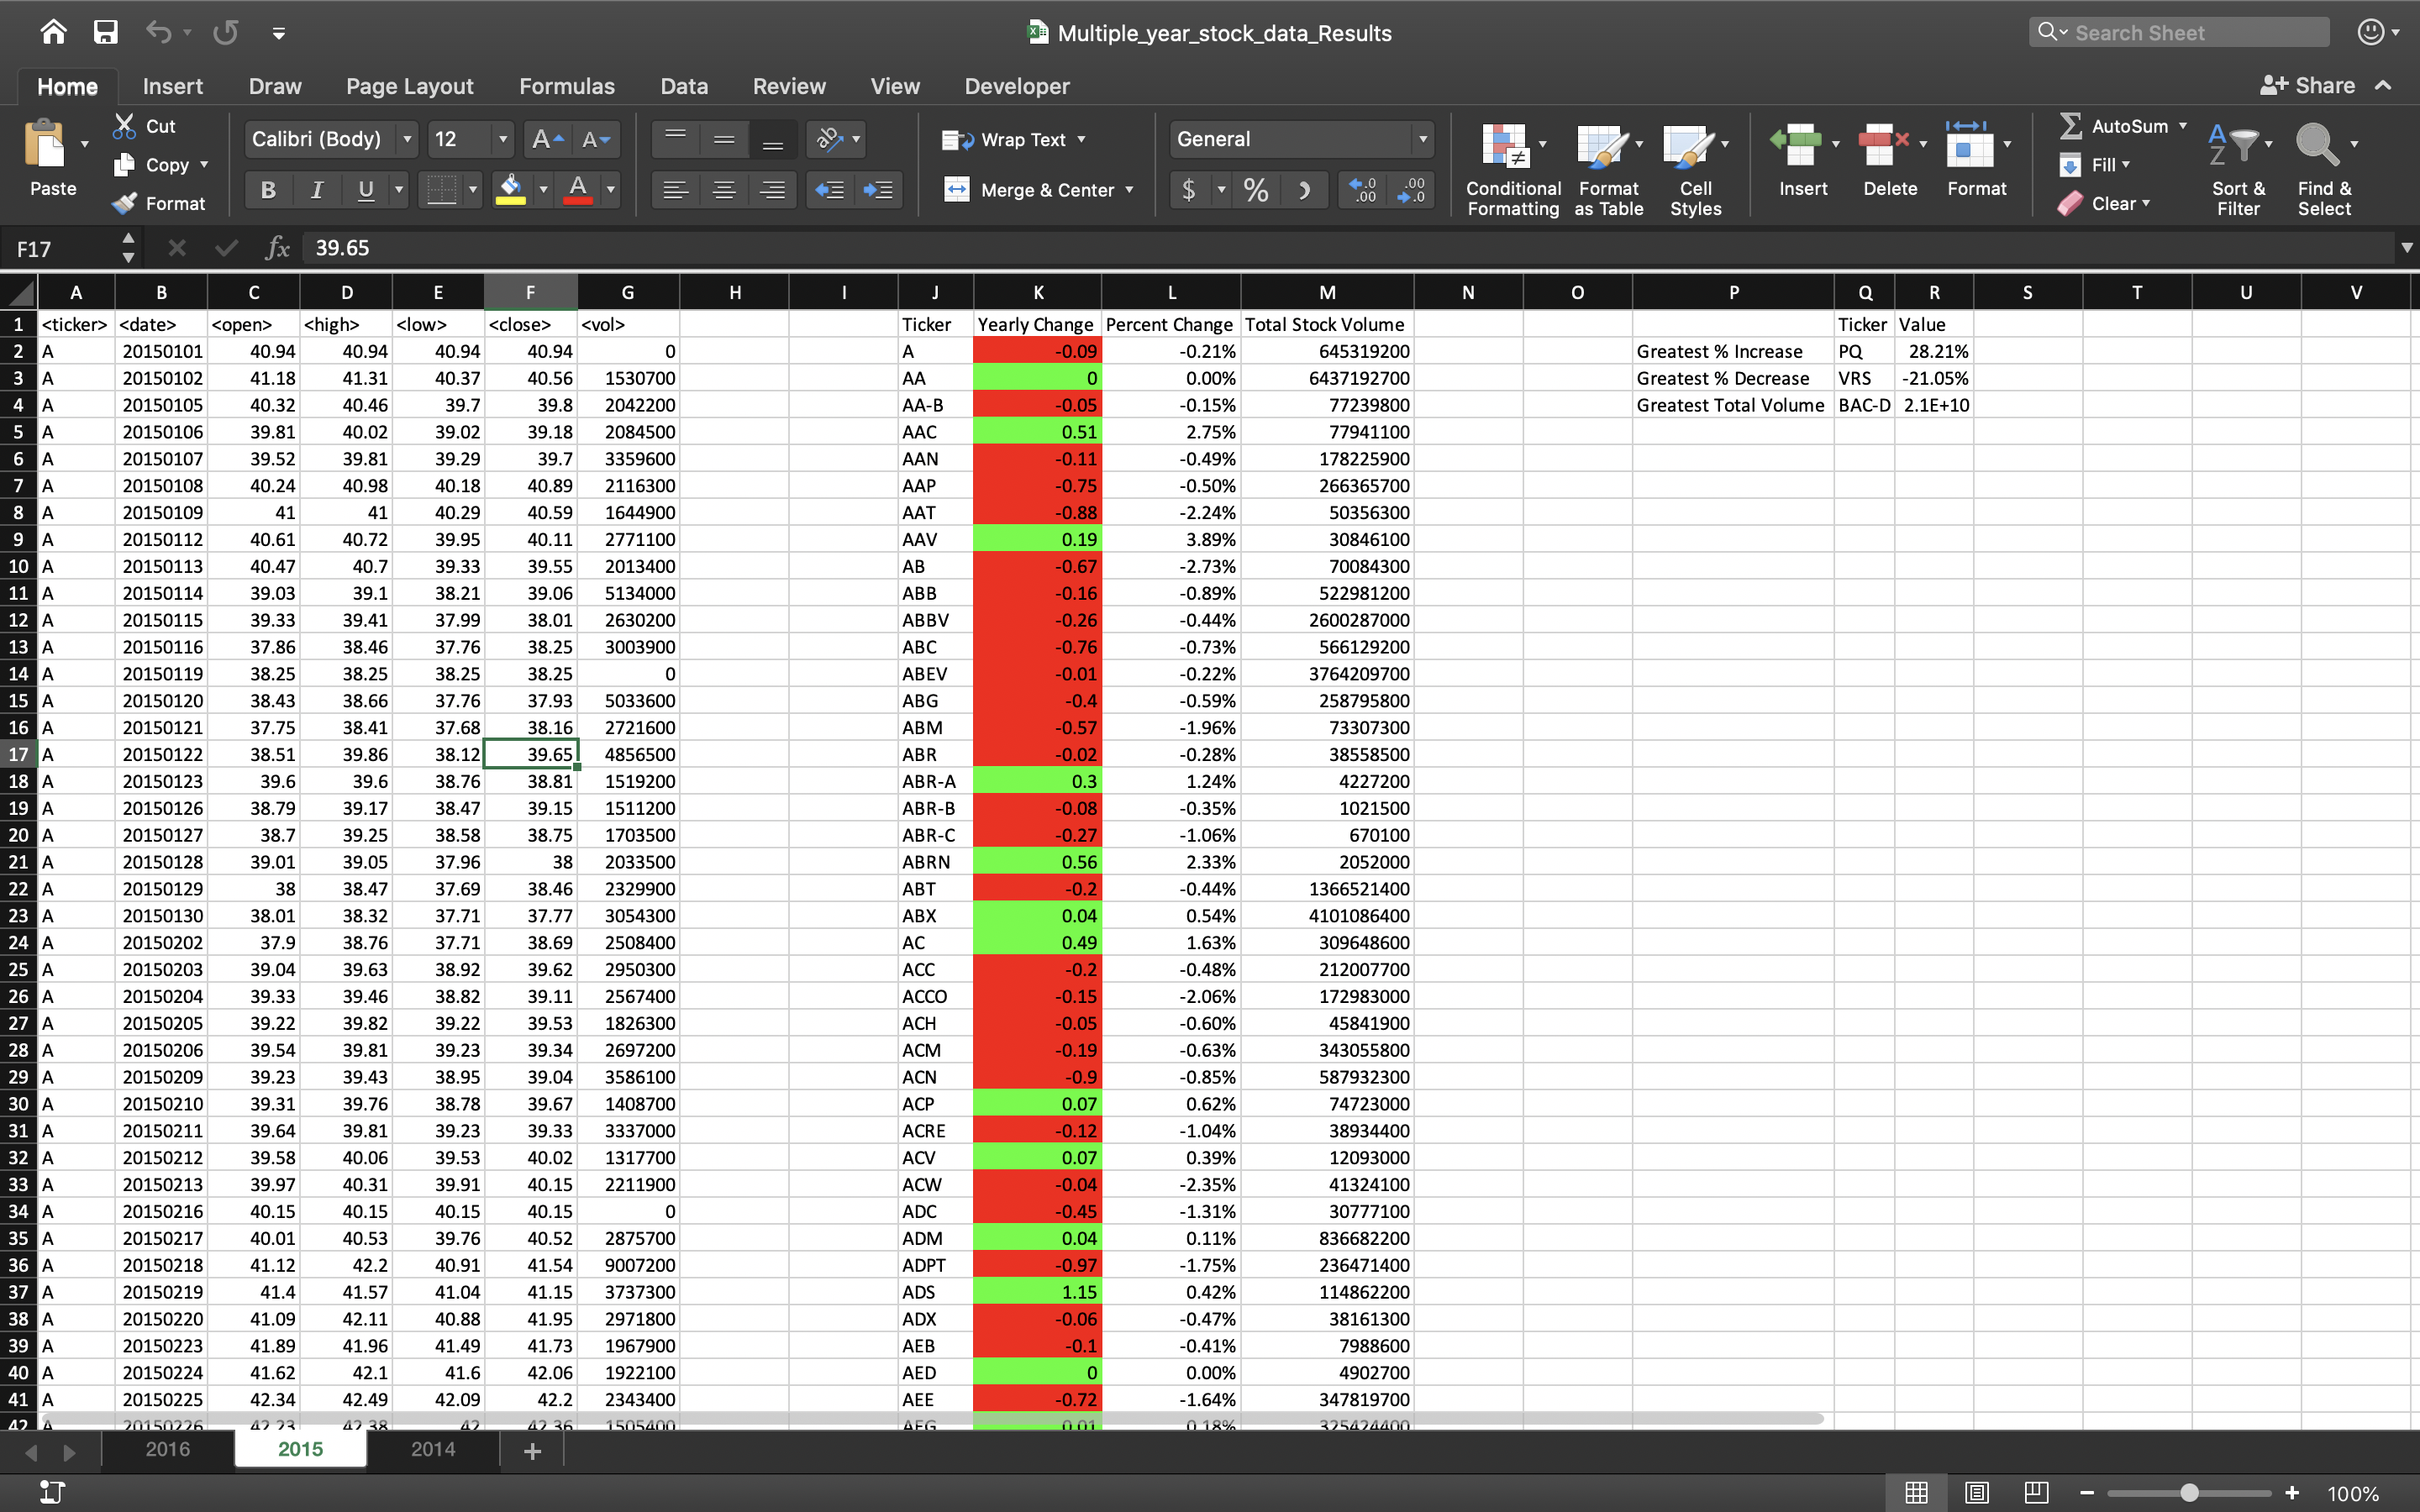 Multiple_year_stock_data_Results
Search Sheet
Home Insert Draw Page Layout Formulas Data Review View Developer Share
Paste Cut Copy Format
Calibri (Body) 12
B I U
Wrap Text
Merge & Center
General
$ %
Conditional Formatting Format as Table Cell Styles
Insert Delete Format
AutoSum Fill Clear
Sort & Filter Find & Select
F17 fx 39.65
A B C D E F G H I J K L M N O P Q R S T U V
1 <ticker> <date> <open> <high> <low> <close> <vol> Ticker Yearly Change Percent Change Total Stock Volume Ticker Value
2 A 20150101 40.94 40.94 40.94 40.94 0 A -0.09 -0.21% 645319200 Greatest % Increase PQ 28.21%
3 A 20150102 41.18 41.31 40.37 40.56 1530700 AA 0 0.00% 6437192700 Greatest % Decrease VRS -21.05%
4 A 20150105 40.32 40.46 39.7 39.8 2042200 AA-B -0.05 -0.15% 77239800 Greatest Total Volume BAC-D 2.1E+10
5 A 20150106 39.81 40.02 39.02 39.18 2084500 AAC 0.51 2.75% 77941100
6 A 20150107 39.52 39.81 39.29 39.7 3359600 AAN -0.11 -0.49% 178225900
7 A 20150108 40.24 40.98 40.18 40.89 2116300 AAP -0.75 -0.50% 266365700
8 A 20150109 41 41 40.29 40.59 1644900 AAT -0.88 -2.24% 50356300
9 A 20150112 40.61 40.72 39.95 40.11 2771100 AAV 0.19 3.89% 30846100
10 A 20150113 40.47 40.7 39.33 39.55 2013400 AB -0.67 -2.73% 70084300
11 A 20150114 39.03 39.1 38.21 39.06 5134000 ABB -0.16 -0.89% 522981200
12 A 20150115 39.33 39.41 37.99 38.01 2630200 ABBV -0.26 -0.44% 2600287000
13 A 20150116 37.86 38.46 37.76 38.25 3003900 ABC -0.76 -0.73% 566129200
14 A 20150119 38.25 38.25 38.25 38.25 0 ABEV -0.01 -0.22% 3764209700
15 A 20150120 38.43 38.66 37.76 37.93 5033600 ABG -0.4 -0.59% 258795800
16 A 20150121 37.75 38.41 37.68 38.16 2721600 ABM -0.57 -1.96% 73307300
17 A 20150122 38.51 39.86 38.12 39.65 4856500 ABR -0.02 -0.28% 38558500
18 A 20150123 39.6 39.6 38.76 38.81 1519200 ABR-A 0.3 1.24% 4227200
19 A 20150126 38.79 39.17 38.47 39.15 1511200 ABR-B -0.08 -0.35% 1021500
20 A 20150127 38.7 39.25 38.58 38.75 1703500 ABR-C -0.27 -1.06% 670100
21 A 20150128 39.01 39.05 37.96 38 2033500 ABRN 0.56 2.33% 2052000
22 A 20150129 38 38.47 37.69 38.46 2329900 ABT -0.2 -0.44% 1366521400
23 A 20150130 38.01 38.32 37.71 37.77 3054300 ABX 0.04 0.54% 4101086400
24 A 20150202 37.9 38.76 37.71 38.69 2508400 AC 0.49 1.63% 309648600
25 A 20150203 39.04 39.63 38.92 39.62 2950300 ACC -0.2 -0.48% 212007700
26 A 20150204 39.33 39.46 38.82 39.11 2567400 ACCO -0.15 -2.06% 172983000
27 A 20150205 39.22 39.82 39.22 39.53 1826300 ACH -0.05 -0.60% 45841900
28 A 20150206 39.54 39.81 39.23 39.34 2697200 ACM -0.19 -0.63% 343055800
29 A 20150209 39.23 39.43 38.95 39.04 3586100 ACN -0.9 -0.85% 587932300
30 A 20150210 39.31 39.76 38.78 39.67 1408700 ACP 0.07 0.62% 74723000
31 A 20150211 39.64 39.81 39.23 39.33 3337000 ACRE -0.12 -1.04% 38934400
32 A 20150212 39.58 40.06 39.53 40.02 1317700 ACV 0.07 0.39% 12093000
33 A 20150213 39.97 40.31 39.91 40.15 2211900 ACW -0.04 -2.35% 41324100
34 A 20150216 40.15 40.15 40.15 40.15 0 ADC -0.45 -1.31% 30777100
35 A 20150217 40.01 40.53 39.76 40.52 2875700 ADM 0.04 0.11% 836682200
36 A 20150218 41.12 42.2 40.91 41.54 9007200 ADPT -0.97 -1.75% 236471400
37 A 20150219 41.4 41.57 41.04 41.15 3737300 ADS 1.15 0.42% 114862200
38 A 20150220 41.09 42.11 40.88 41.95 2971800 ADX -0.06 -0.47% 38161300
39 A 20150223 41.89 41.96 41.49 41.73 1967900 AEB -0.1 -0.41% 7988600
40 A 20150224 41.62 42.1 41.6 42.06 1922100 AED 0 0.00% 4902700
41 A 20150225 42.34 42.49 42.09 42.2 2343400 AEE -0.72 -1.64% 347819700
42 A 20150226 42.23 42.38 42 42.36 1505400 AEG 0.01 0.18% 325424400
2016 2015 2014 +
100%